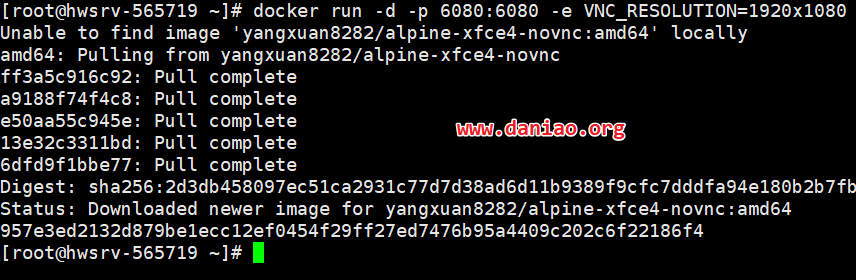 [root@hwsrv-565719 ~]# docker run -d -p 6080:6080 -e VNC_RESOLUTION=1920x1080
Unable to find image 'yangxuan8282/alpine-xfce4-novnc:amd64' locally
amd64: Pulling from yangxuan8282/alpine-xfce4-novnc
ff3a5c916c92: Pull complete
a9188f74f4c8: Pull complete
e50aa55c945e: Pull complete
www.daniao.org
13e32c3311bd: Pull complete
6dfd9f1bbe77: Pull complete
Digest: sha256:2d3db458097ec51ca2931c77d7d38ad6d11b9389f9cfc7dddfa94e180b2b7fb
Status: Downloaded newer image for yangxuan8282/alpine-xfce4-novnc:amd64
957e3ed2132d879be1ecc12ef0454f29ff27ed7476b95a4409c202c6f22186f4
[root@hwsrv-565719 ~]#